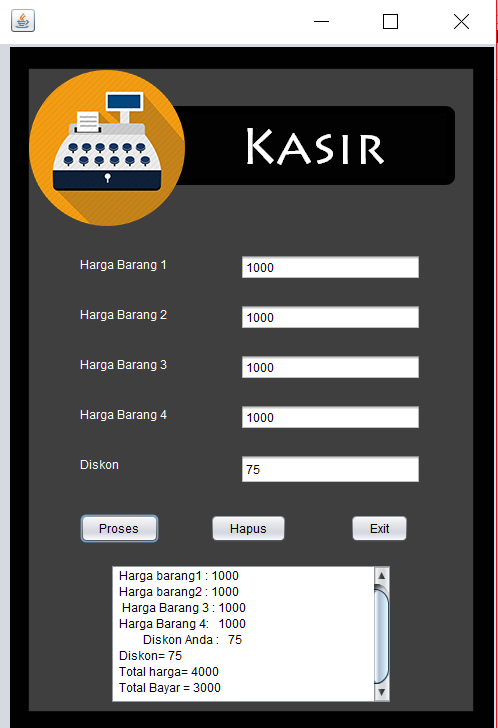 Kasir
Harga Barang 1 1000
Harga Barang 2 1000
Harga Barang 3 1000
Harga Barang 4 1000
Diskon 75
Proses Hapus Exit
Harga barang1 : 1000
Harga barang2 : 1000
Harga Barang 3 : 1000
Harga Barang 4: 1000
Diskon Anda : 75
Diskon= 75
Total harga= 4000
Total Bayar = 3000